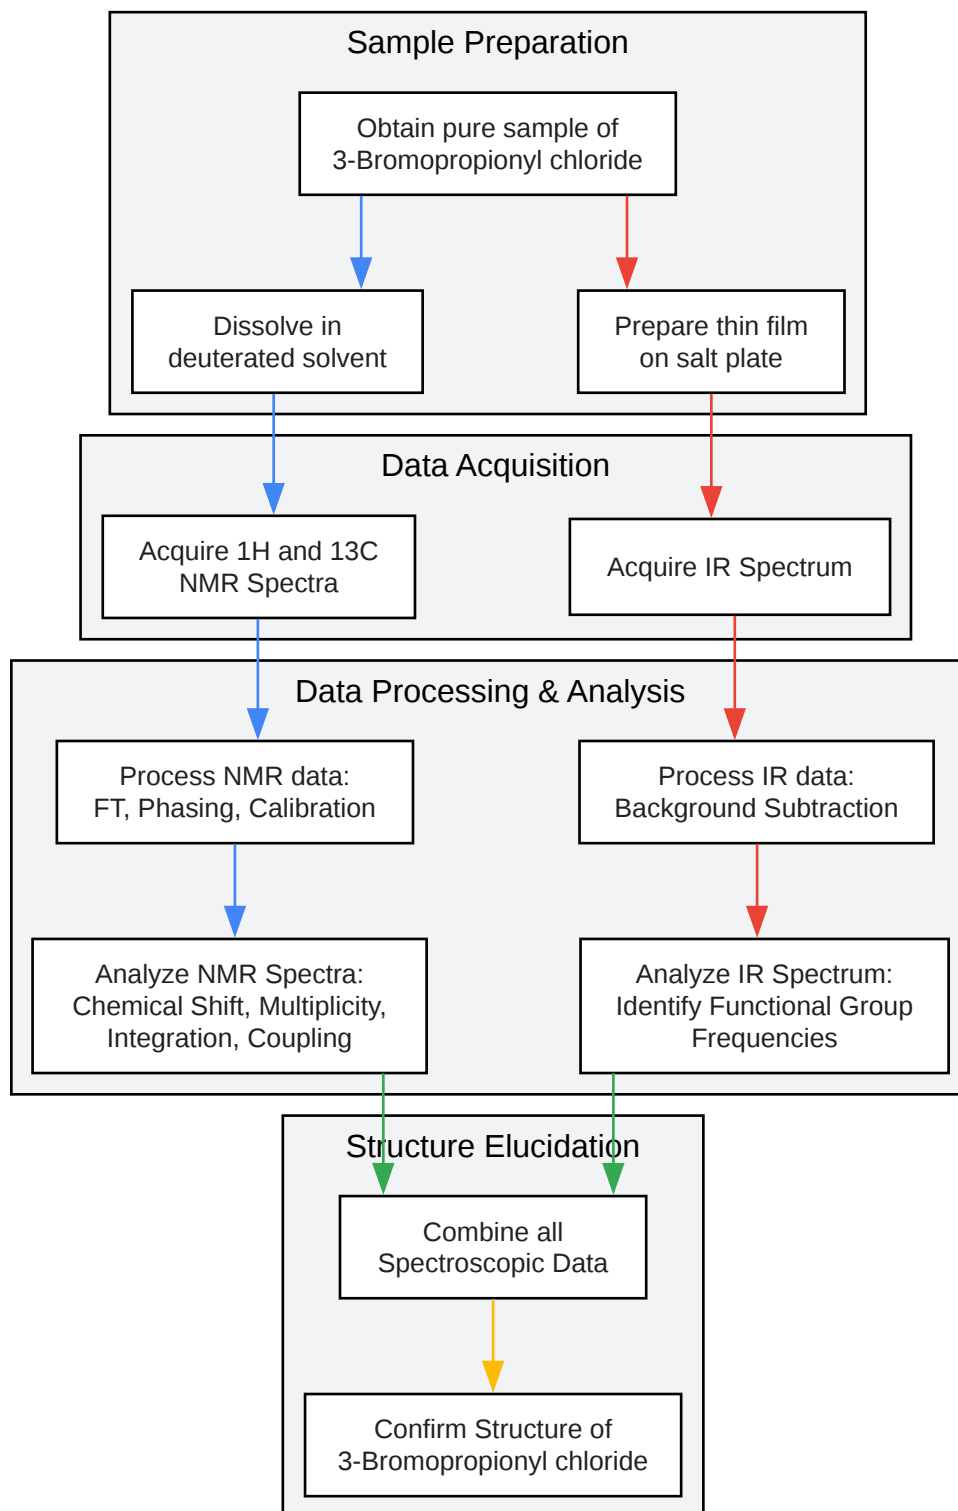 Sample Preparation
Obtain pure sample of
3-Bromopropionyl chloride
Dissolve in
deuterated solvent
Prepare thin film
on salt plate
Data Acquisition
Acquire 1H and 13C
NMR Spectra
Acquire IR Spectrum
Data Processing & Analysis
Process NMR data:
FT, Phasing, Calibration
Process IR data:
Background Subtraction
Analyze NMR Spectra:
Chemical Shift, Multiplicity,
Integration, Coupling
Analyze IR Spectrum:
Identify Functional Group
Frequencies
Structure Elucidation
Combine all
Spectroscopic Data
Confirm Structure of
3-Bromopropionyl chloride